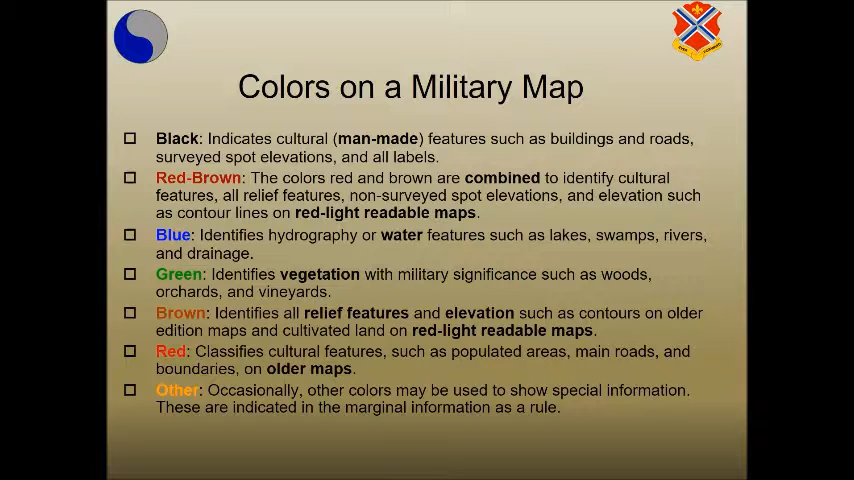 Colors on a Military Map
Black: Indicates cultural (man-made) features such as buildings and roads,
surveyed spot elevations, and all labels.
Red-Brown: The colors red and brown are combined to identify cultural
features, all relief features, non-surveyed spot elevations, and elevation such
as contour lines on red-light readable maps.
Blue: Identifies hydrography or water features such as lakes, swamps, rivers,
and drainage.
Green: Identifies vegetation with military significance such as woods,
orchards, and vineyards.
Brown: Identifies all relief features and elevation such as contours on older
edition maps and cultivated land on red-light readable maps.
Red: Classifies cultural features, such as populated areas, main roads, and
boundaries, on older maps.
Other: Occasionally, other colors may be used to show special information.
These are indicated in the marginal information as a rule.